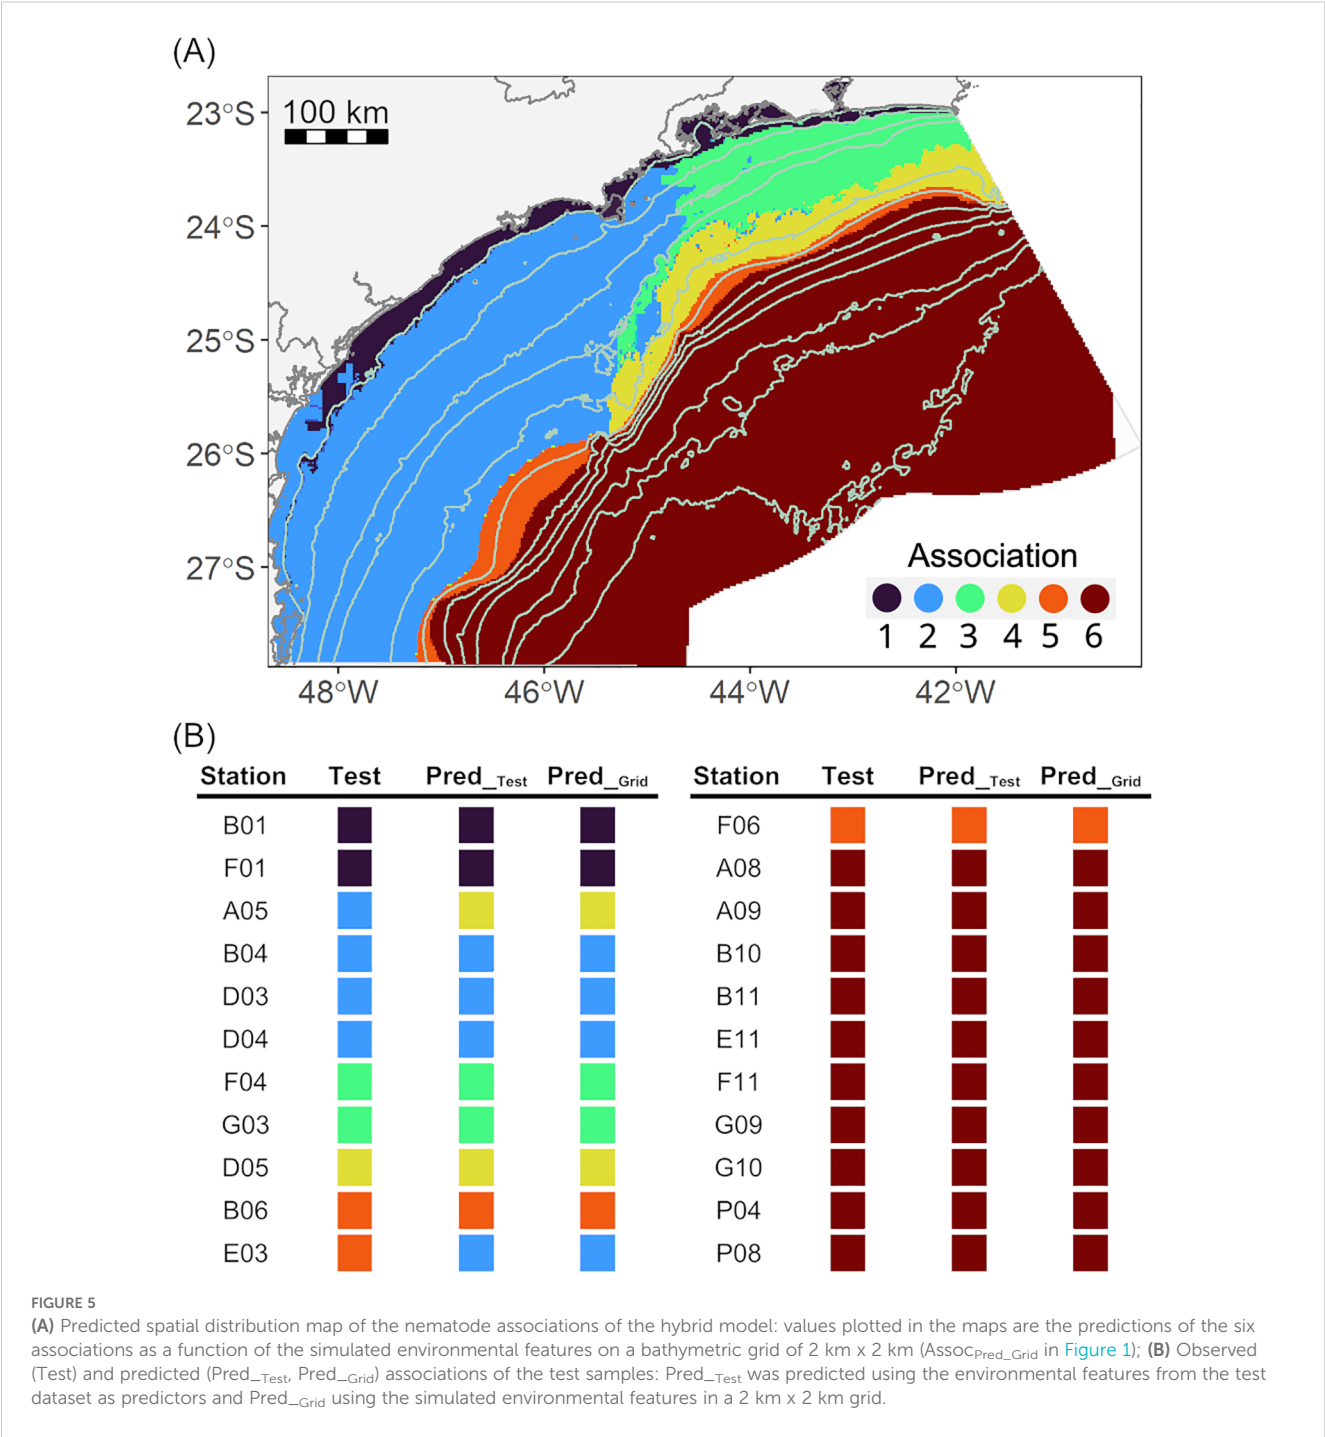 (A)
100 km
23°S
24°S
25°S
26°S
27°S
Association
1 2 3 4 5 6
48°W 46°W 44°W 42°W
(B)
Station Test Pred_Test Pred_Grid Station Test Pred_Test Pred_Grid
B01 F06
F01 A08
A05 A09
B04 B10
D03 B11
D04 E11
F04 F11
G03 G09
D05 G10
B06 P04
E03 P08
FIGURE 5
(A) Predicted spatial distribution map of the nematode associations of the hybrid model: values plotted in the maps are the predictions of the six
associations as a function of the simulated environmental features on a bathymetric grid of 2 km x 2 km (AssocPred_Grid in Figure 1); (B) Observed
(Test) and predicted (Pred_Test, Pred_Grid) associations of the test samples: Pred_Test was predicted using the environmental features from the test
dataset as predictors and Pred_Grid using the simulated environmental features in a 2 km x 2 km grid.